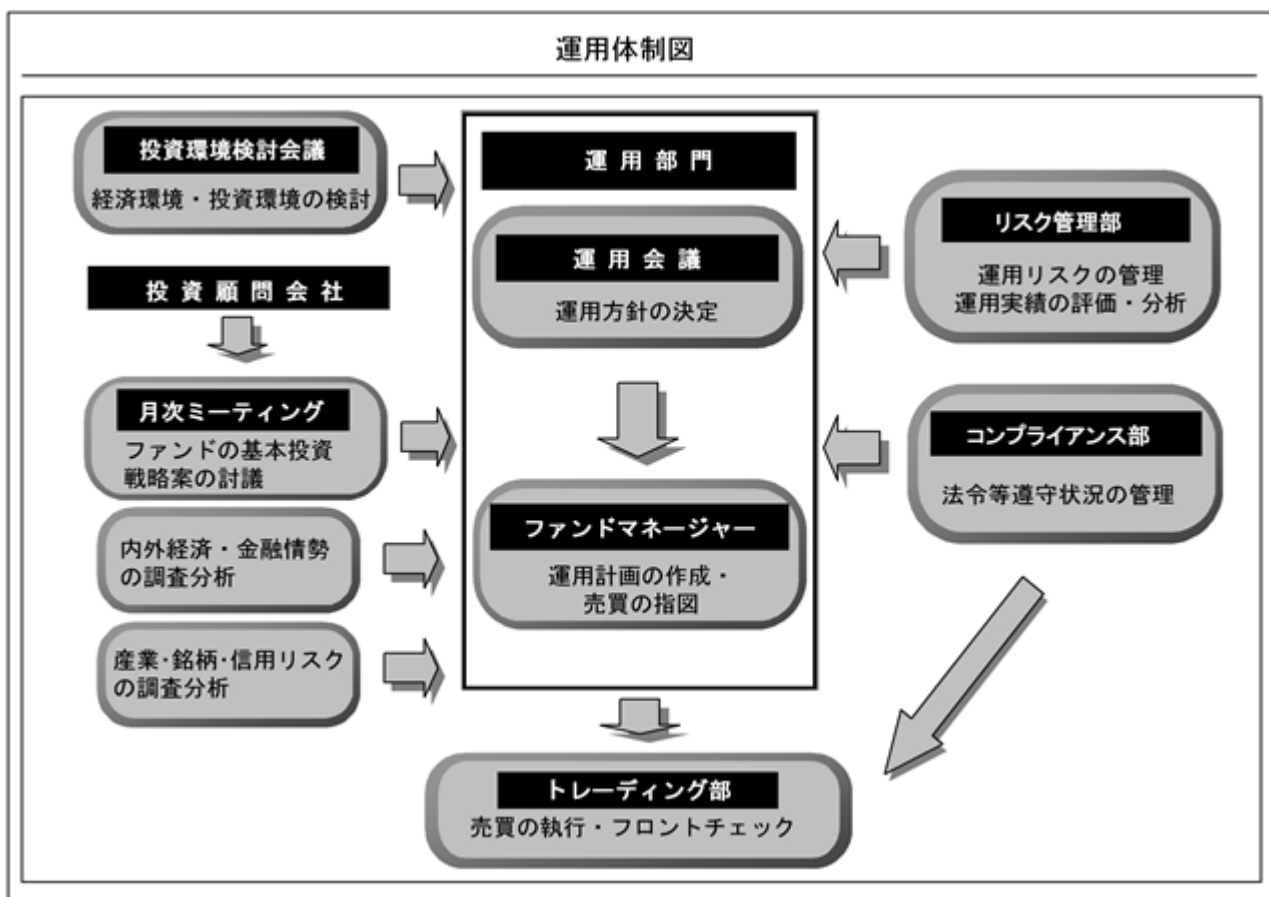 運用体制図
投資環境検討会議
経済環境・投資環境の検討
投資顧問会社
月次ミーティング
ファンドの基本投資
戦略案の討議
内外経済・金融情勢
の調査分析
産業・銘柄・信用リスク
の調査分析
運用部門
運用会議
運用方針の決定
ファンドマネージャー
運用計画の作成・
売買の指図
リスク管理部
運用リスクの管理
運用実績の評価・分析
コンプライアンス部
法令等遵守状況の管理
トレーディング部
売買の執行・フロントチェック